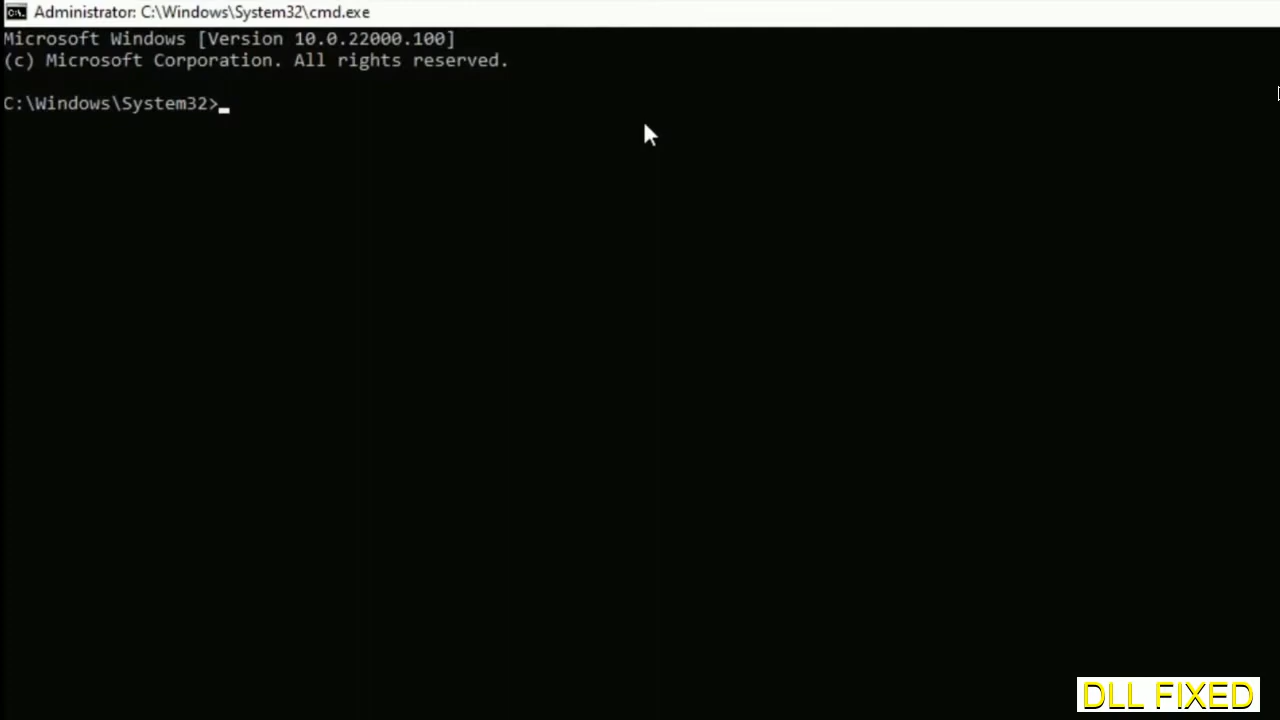 Administrator: C:\Windows\System32\cmd.exe
Microsoft Windows [Version 10.0.22000.100]
(c) Microsoft Corporation. All rights reserved.
C:\Windows\System32>
DLL FIXED